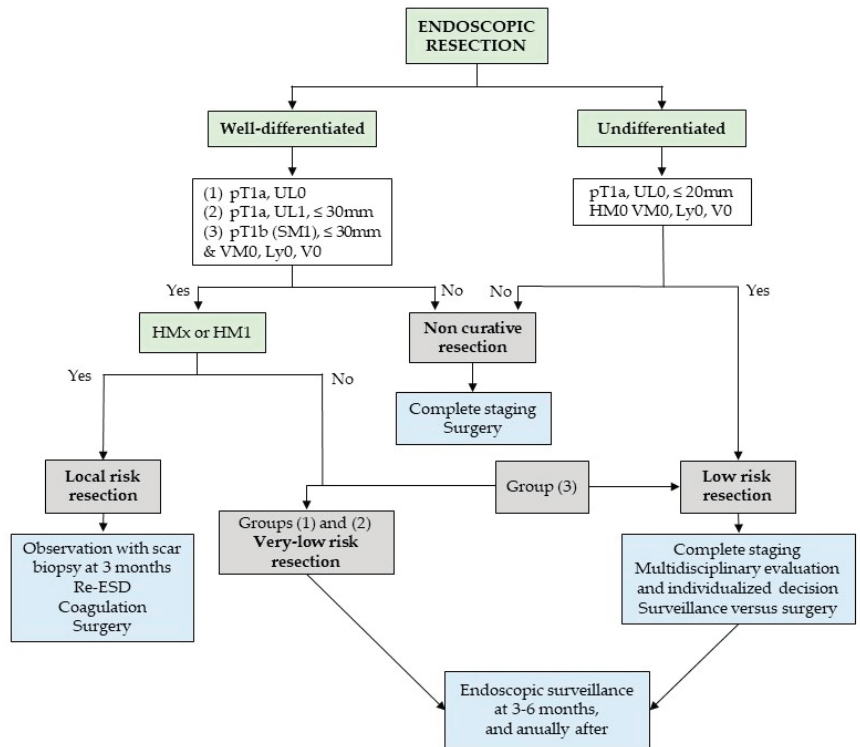 ENDOSCOPIC
RESECTION
Well-differentiated
Undifferentiated
(1) pT1a, UL0
(2) pT1a, UL1, ≤ 30mm
(3) pT1b (SM1), ≤ 30mm
& VM0, Ly0, V0
pT1a, UL0, ≤ 20mm
HM0 VM0, Ly0, V0
Yes
No
No
Yes
HMx or HM1
Non curative
resection
Yes
No
Complete staging
Surgery
Local risk
resection
Group (3)
Low risk
resection
Groups (1) and (2)
Very-low risk
resection
Observation with scar
biopsy at 3 months
Re-ESD
Coagulation
Surgery
Complete staging
Multidisciplinary evaluation
and individualized decision
Surveillance versus surgery
Endoscopic surveillance
at 3-6 months,
and anually after